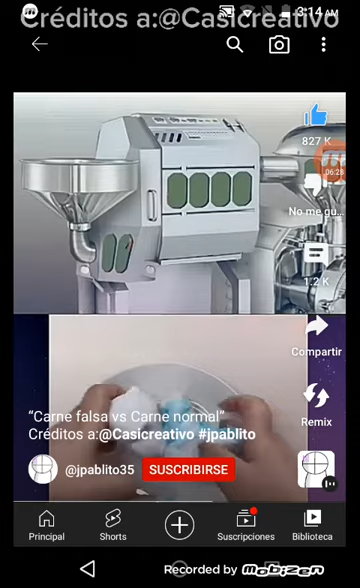 Créditos a:@Casicreativo
3:14 AM
827 K
06:28
No me gu...
1.2 K
Compartir
Remix
“Carne falsa vs Carne normal”
Créditos a:@Casicreativo #jpablito
@jpablito35
SUSCRIBIRSE
Principal
Shorts
Suscripciones
Biblioteca
Recorded by mobizen